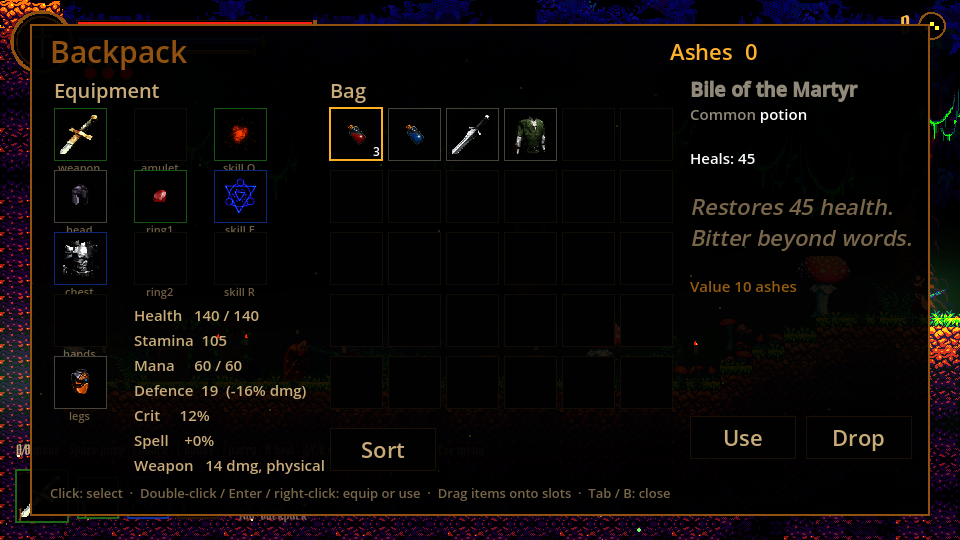 Backpack
Ashes 0
Equipment
Bag
Bile of the Martyr
Common potion
3
weapon
amulet
skill Q
Heals: 45
head
ring1
skill E
Restores 45 health.
Bitter beyond words.
chest
ring2
skill R
Value 10 ashes
Health 140 / 140
Stamina 105
hands
Mana 60 / 60
Defence 19 (-16% dmg)
legs
Crit 12%
Spell +0%
Weapon 14 dmg, physical
Sort
Use
Drop
Click: select · Double-click / Enter / right-click: equip or use · Drag items onto slots · Tab / B: close